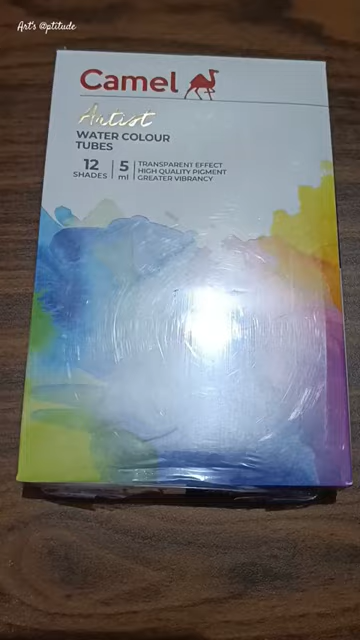 Art's @ptitude
Camel
Artist
WATER COLOUR
TUBES
12 SHADES
5 ml
TRANSPARENT EFFECT
HIGH QUALITY PIGMENT
GREATER VIBRANCY